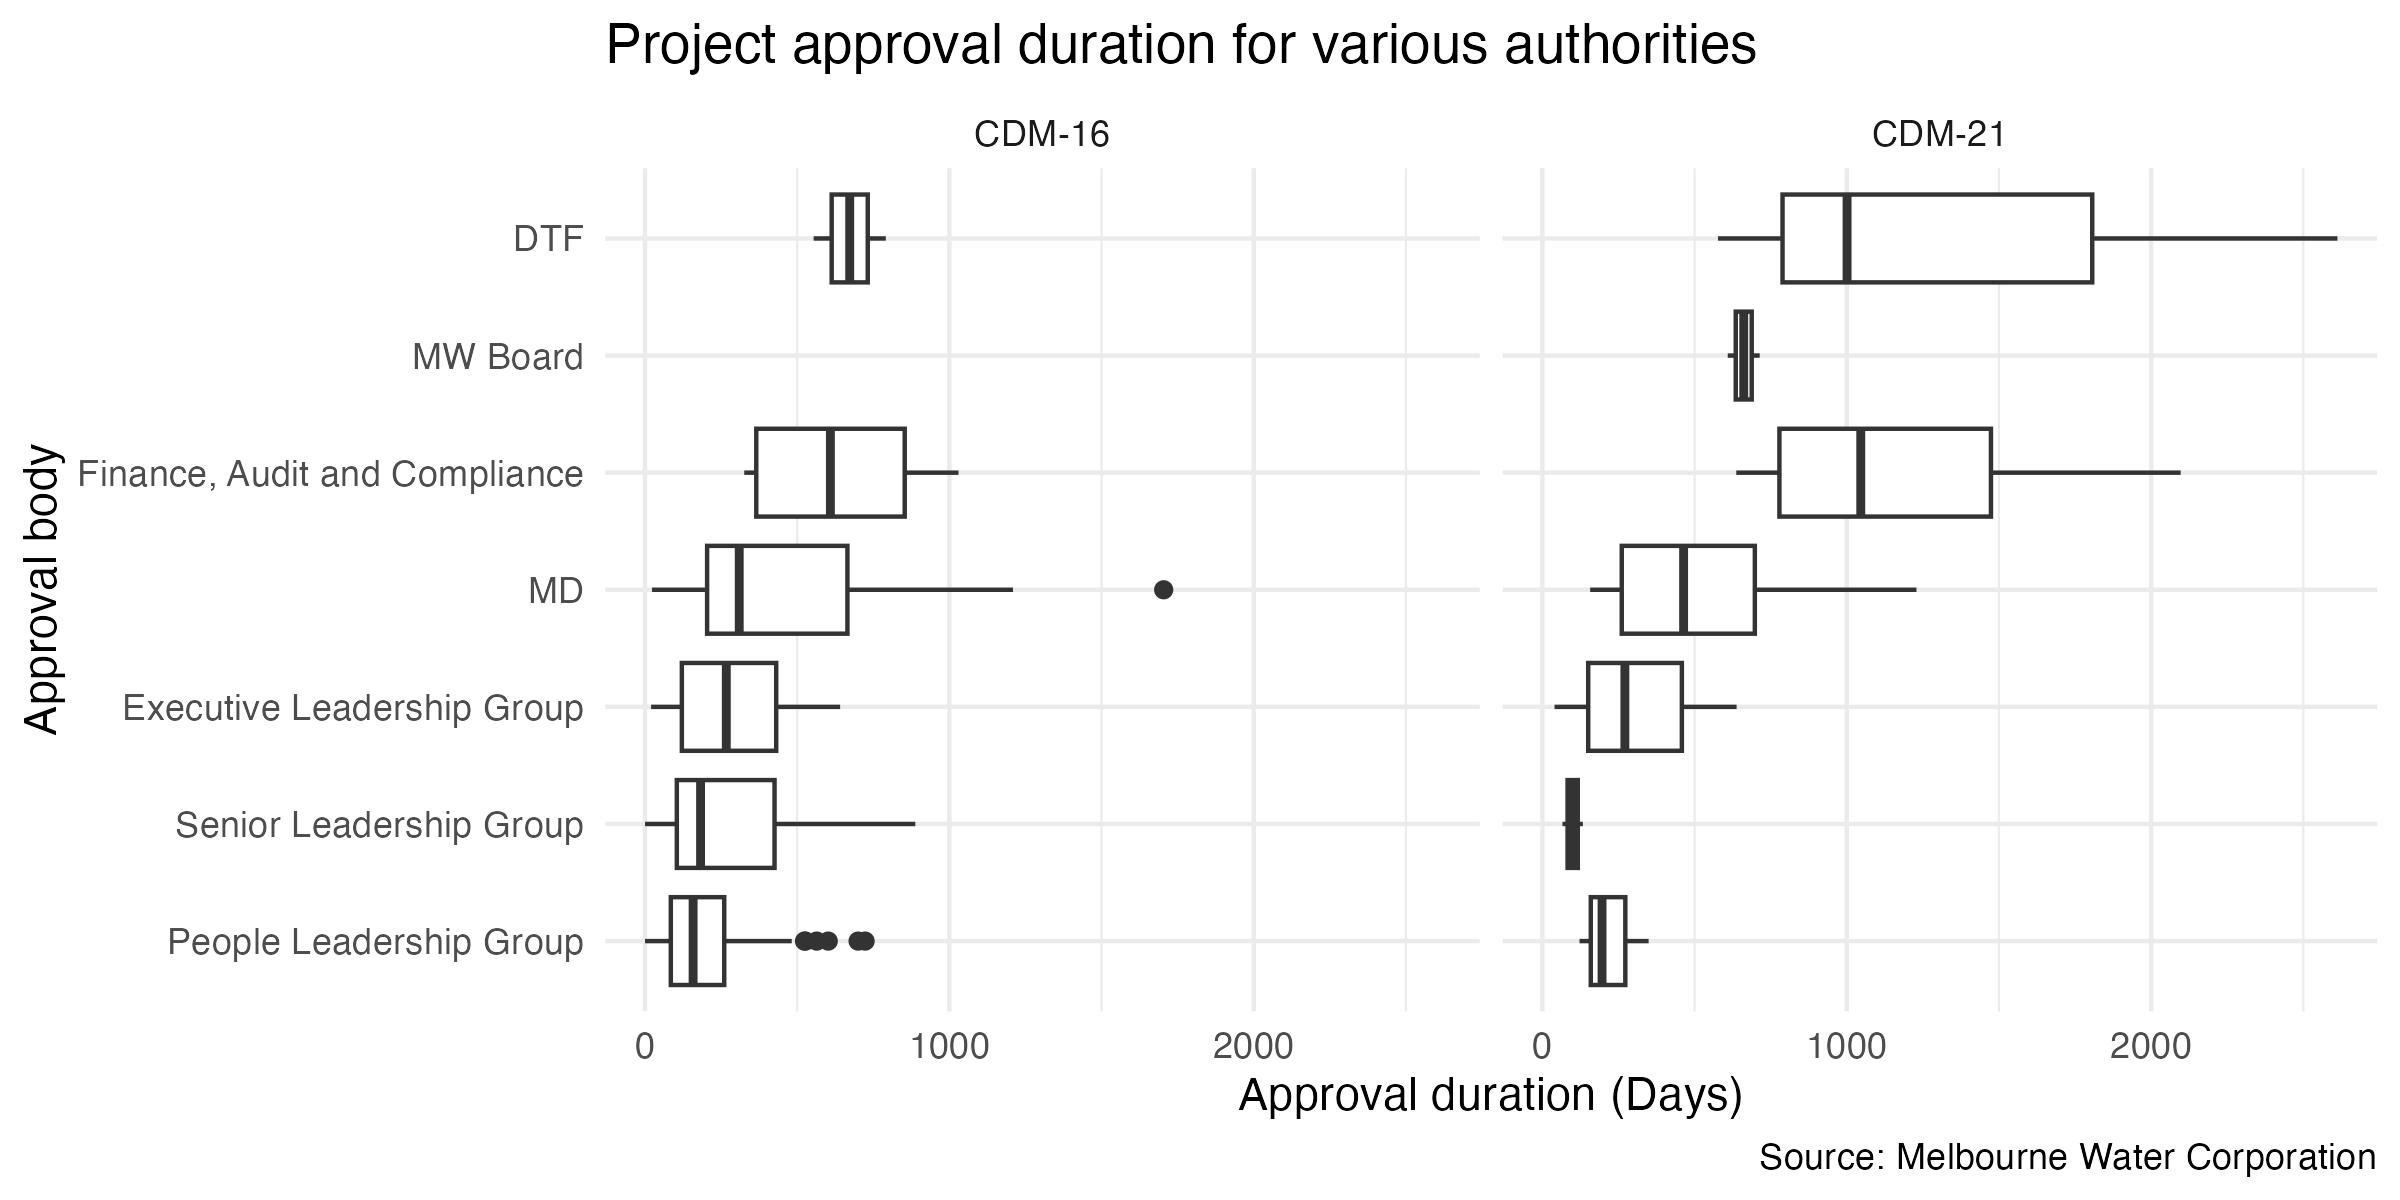 Project approval duration for various authorities
CDM-16
CDM-21
Approval body
DTF
MW Board
Finance, Audit and Compliance
MD
Executive Leadership Group
Senior Leadership Group
People Leadership Group
0 1000 2000
0 1000 2000
Approval duration (Days)
Source: Melbourne Water Corporation